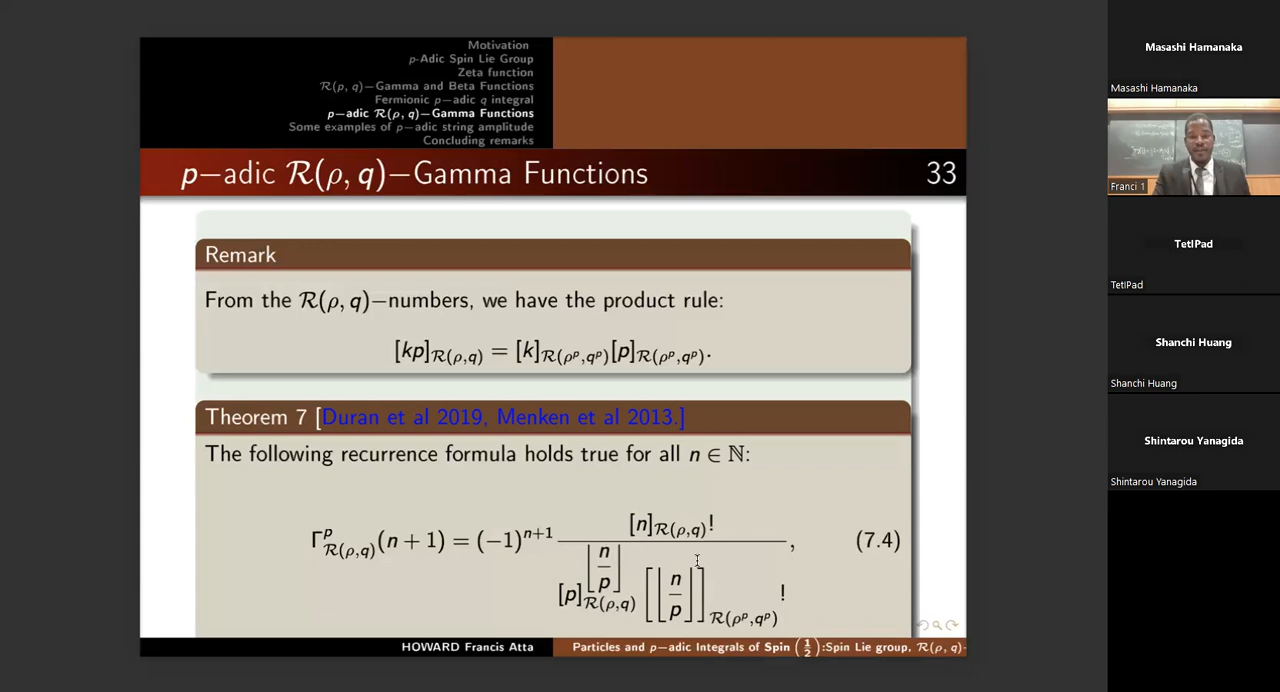 Motivation
p-Adic Spin Lie Group
Zeta function
ℛ(p, q)−Gamma and Beta Functions
Fermionic p−adic q integral
p−adic ℛ(ρ, q)−Gamma Functions
Some examples of p−adic string amplitude
Concluding remarks
p−adic ℛ(ρ, q)−Gamma Functions 33
Remark
From the ℛ(ρ, q)−numbers, we have the product rule:
[kp]_{ℛ(ρ,q)} = [k]_{ℛ(ρ^p,q^p)}[p]_{ℛ(ρ^p,q^p)}.
Theorem 7 [Duran et al 2019, Menken et al 2013.]
The following recurrence formula holds true for all n ∈ ℕ:
Γ^p_{ℛ(ρ,q)}(n + 1) = (−1)^{n+1} \frac{[n]_{ℛ(ρ,q)}!}{[p]_{ℛ(ρ,q)}^{⌊n/p⌋} [⌊n/p⌋]_{ℛ(ρ^p,q^p)}!}, (7.4)
HOWARD Francis Atta Particles and p−adic Integrals of Spin (1/2):Spin Lie group, ℛ(ρ, q)-
Masashi Hamanaka
Masashi Hamanaka
Franci 1
TetIPad
TetIPad
Shanchi Huang
Shanchi Huang
Shintarou Yanagida
Shintarou Yanagida